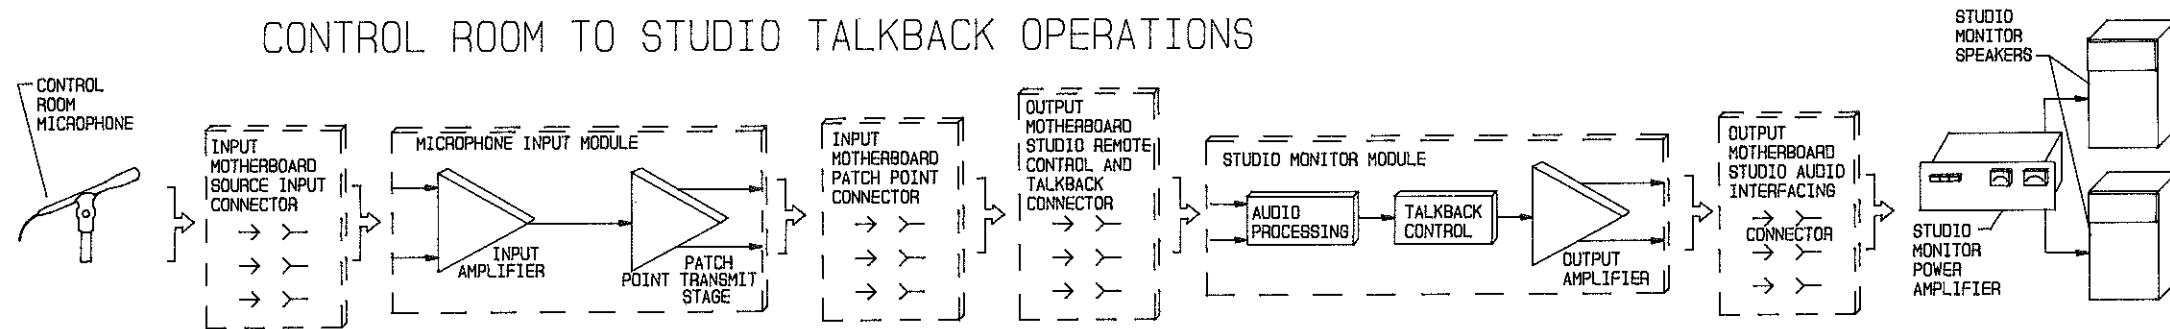 CONTROL ROOM TO STUDIO TALKBACK OPERATIONS
CONTROL
ROOM
MICROPHONE
INPUT
MOTHERBOARD
SOURCE INPUT
CONNECTOR
MICROPHONE INPUT MODULE
INPUT
AMPLIFIER
PATCH
POINT TRANSMIT
STAGE
INPUT
MOTHERBOARD
PATCH POINT
CONNECTOR
OUTPUT
MOTHERBOARD
STUDIO REMOTE
CONTROL AND
TALKBACK
CONNECTOR
STUDIO MONITOR MODULE
AUDIO
PROCESSING
TALKBACK
CONTROL
OUTPUT
AMPLIFIER
OUTPUT
MOTHERBOARD
STUDIO AUDIO
INTERFACING
CONNECTOR
STUDIO
MONITOR
POWER
AMPLIFIER
STUDIO
MONITOR
SPEAKERS